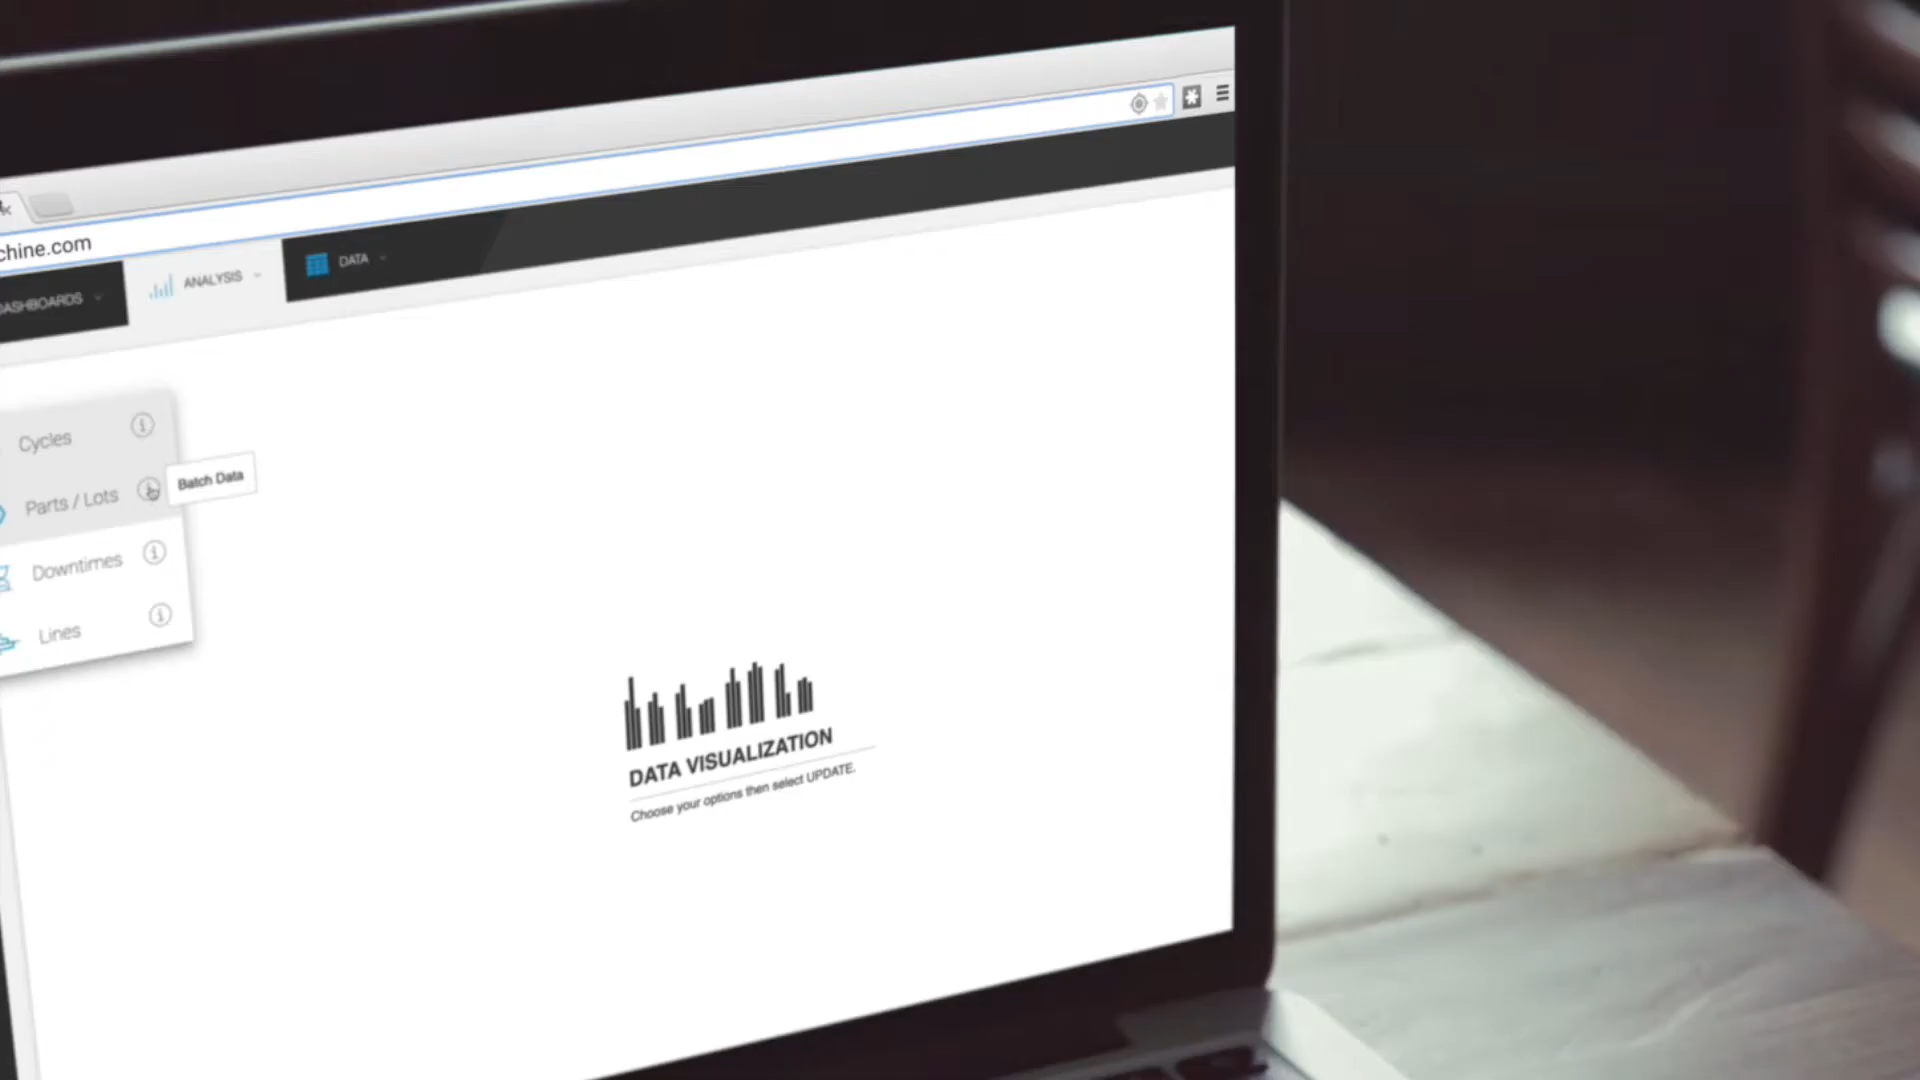 chine.com
DASHBOARDS
ANALYSIS
DATA
Cycles
Parts / Lots
Batch Data
Downtimes
Lines
DATA VISUALIZATION
Choose your options then select UPDATE.